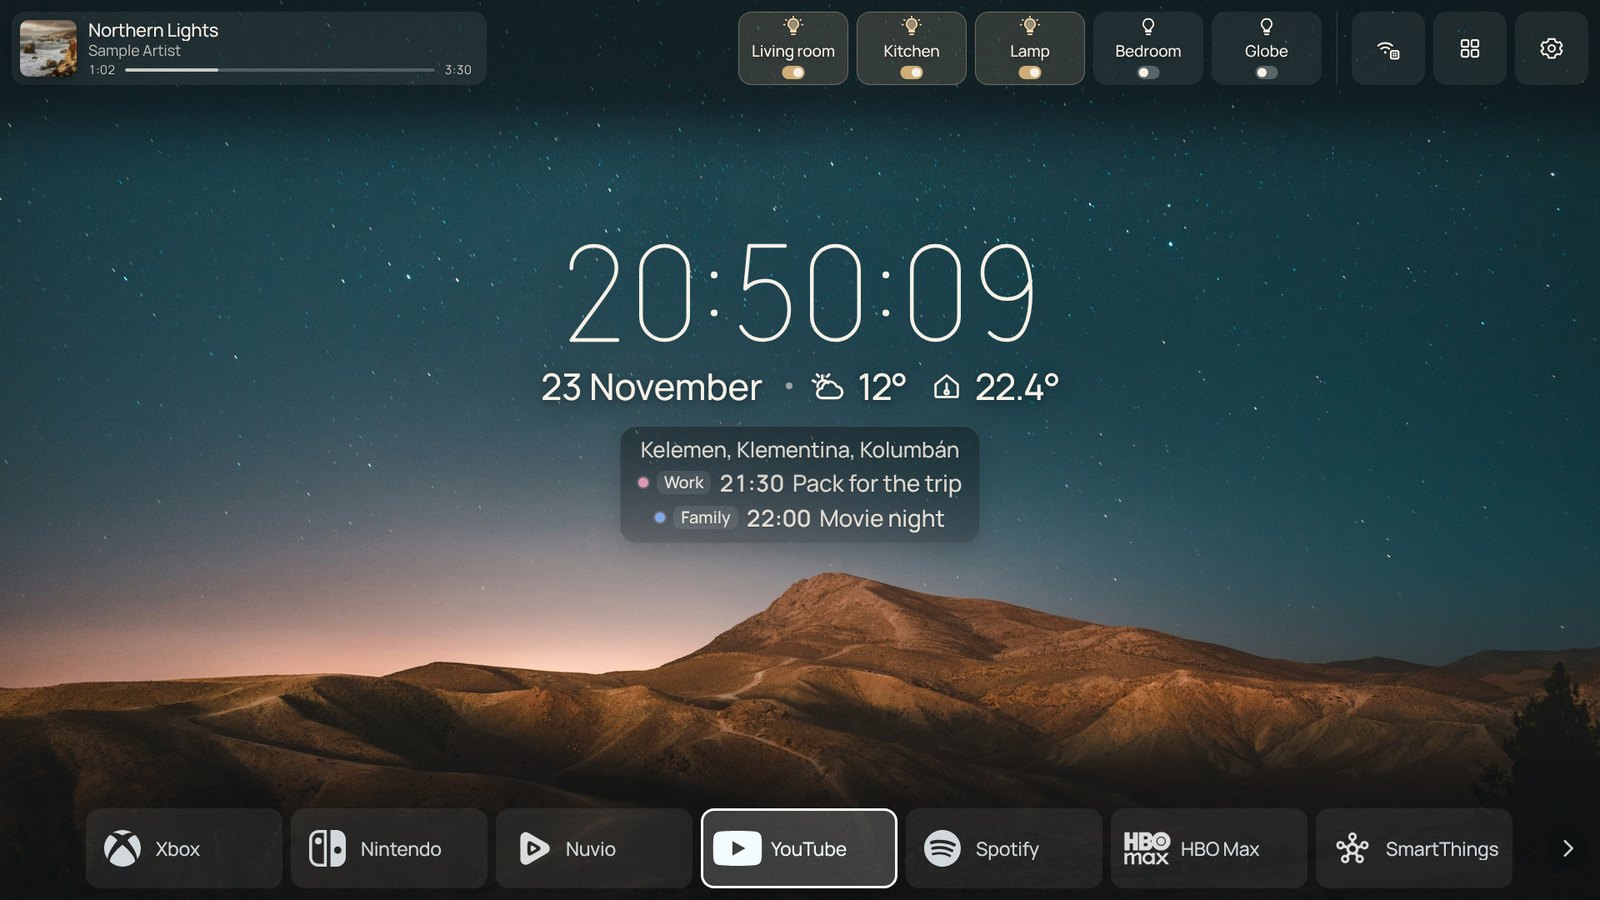 Northern Lights
Sample Artist
1:02 3:30
Living room
Kitchen
Lamp
Bedroom
Globe
20:50:09
23 November • 12° 22.4°
Kelemen, Klementina, Kolumbán
Work 21:30 Pack for the trip
Family 22:00 Movie night
Xbox
Nintendo
Nuvio
YouTube
Spotify
HBO max HBO Max
SmartThings